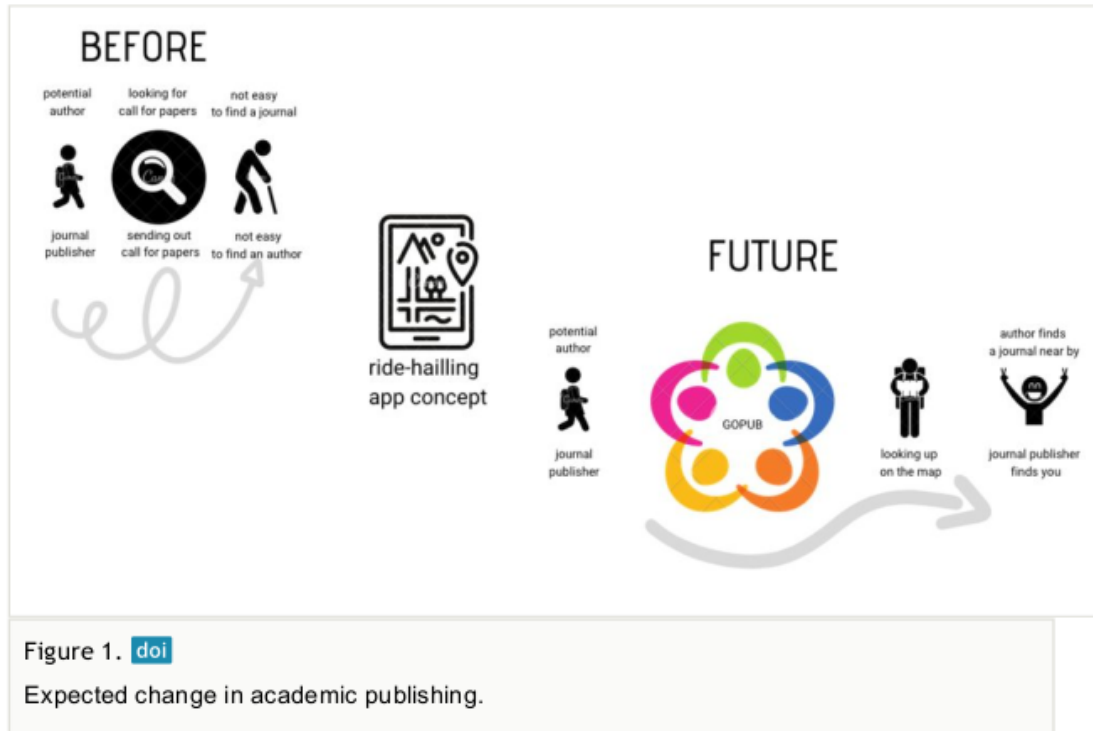 BEFORE
potential
author
looking for
call for papers
not easy
to find a journal
journal
publisher
sending out
call for papers
not easy
to find an author
ride-hailling
app concept
FUTURE
potential
author
journal
publisher
GOPUB
looking up
on the map
author finds
a journal near by
journal publisher
finds you
Figure 1. doi
Expected change in academic publishing.